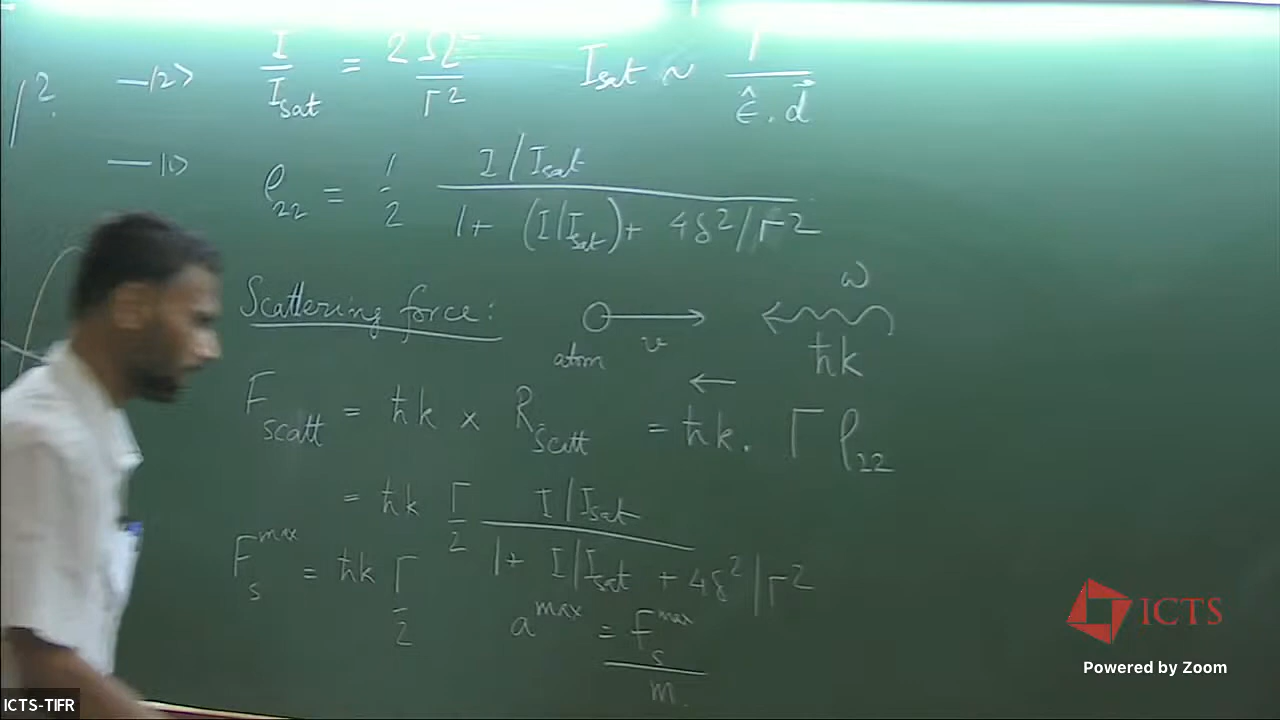 I/I_sat = 2Ω²/Γ² I_sat ~ 1/ε̂.d⃗
|²
—|2⟩
—|1⟩
ρ₂₂ = 1/2 I/I_sat / 1+ (I/I_sat)+ 4δ²/Γ²
Scattering force:
atom
v
ω
ħk
F_scatt = ħk × R_scatt = ħk. Γ ρ₂₂
= ħk Γ/2 I/I_sat / 1+ I/I_sat + 4δ²/Γ²
F_s^max = ħk Γ/2
a^max = F_s^max / m
ICTS
Powered by Zoom
ICTS-TIFR